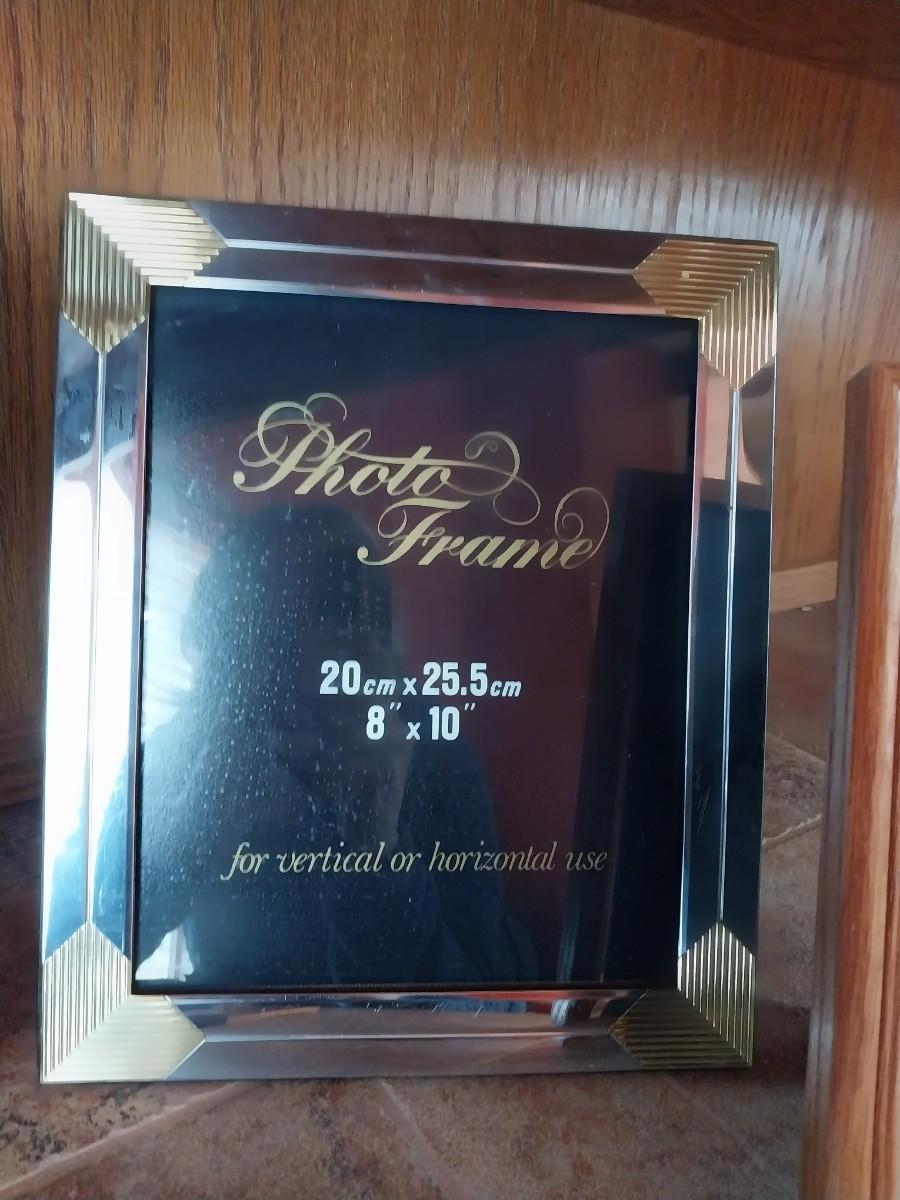 Photo
Frame
20cm x 25.5cm
8" x 10"
for vertical or horizontal use